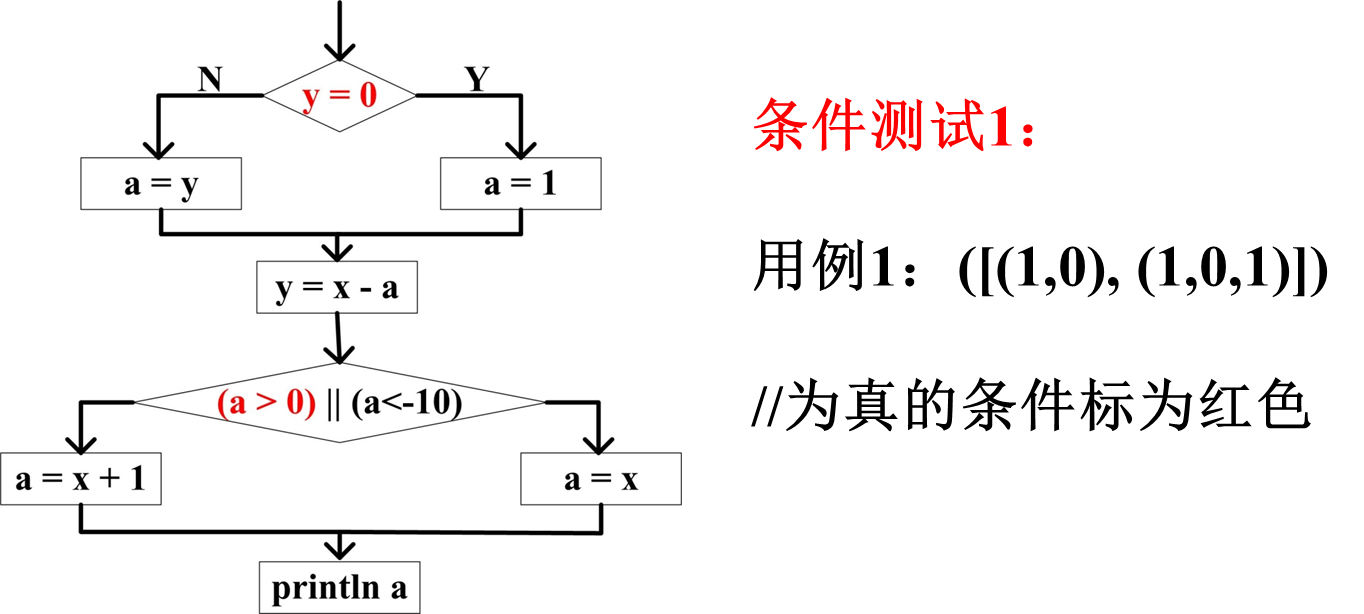 N
Y
y = 0
a = y
a = 1
y = x - a
(a > 0) || (a<-10)
a = x + 1
a = x
println a
条件测试1：
用例1：([(1,0), (1,0,1)])
//为真的条件标为红色